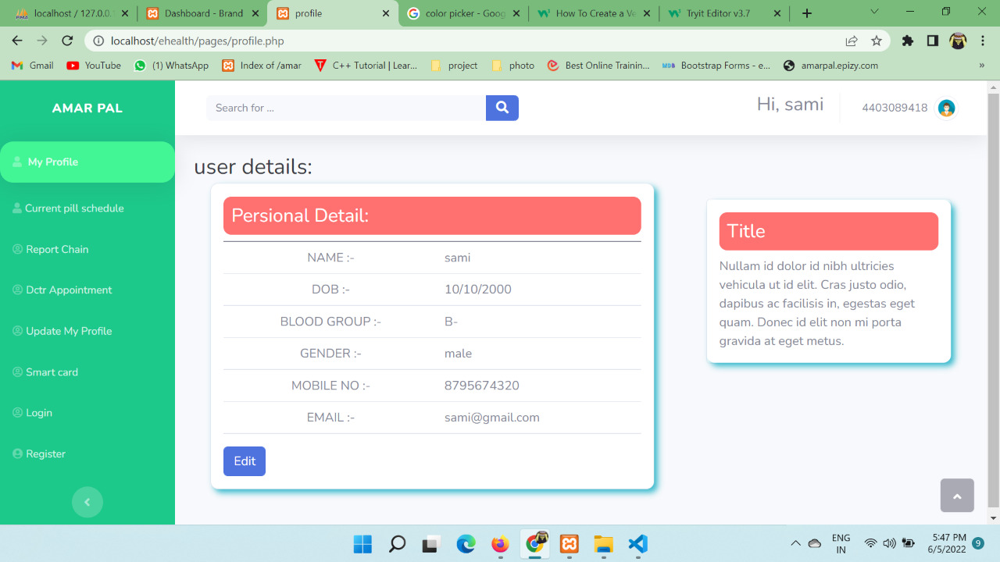 localhost / 127.0.0.1
Dashboard - Brand
profile
color picker - Goog
How To Create a Ve
Tryit Editor v3.7
localhost/ehealth/pages/profile.php
Gmail
YouTube
(1) WhatsApp
Index of /amar
C++ Tutorial | Lear...
project
photo
Best Online Trainin...
Bootstrap Forms - e...
amarpal.epizy.com
»
AMAR PAL
My Profile
Current pill schedule
Report Chain
Dctr Appointment
Update My Profile
Smart card
Login
Register
Search for ...
Hi, sami
4403089418
user details:
Persional Detail:
NAME :- sami
DOB :- 10/10/2000
BLOOD GROUP :- B-
GENDER :- male
MOBILE NO :- 8795674320
EMAIL :- sami@gmail.com
Edit
Title
Nullam id dolor id nibh ultricies
vehicula ut id elit. Cras justo odio,
dapibus ac facilisis in, egestas eget
quam. Donec id elit non mi porta
gravida at eget metus.
ENG
IN
5:47 PM
6/5/2022
9